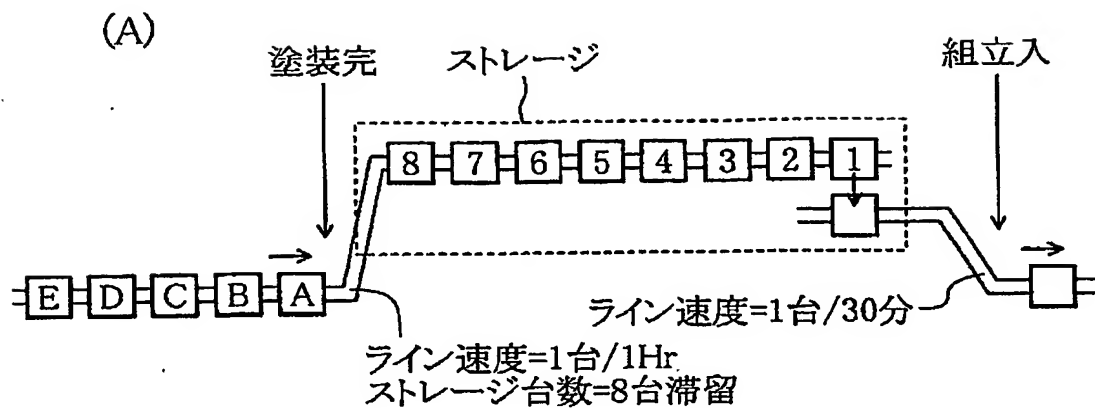 (A)
塗装完
ストレージ
組立入
8 7 6 5 4 3 2 1
E D C B A
ライン速度=1台/30分
ライン速度=1台/1Hr
ストレージ台数=8台滞留